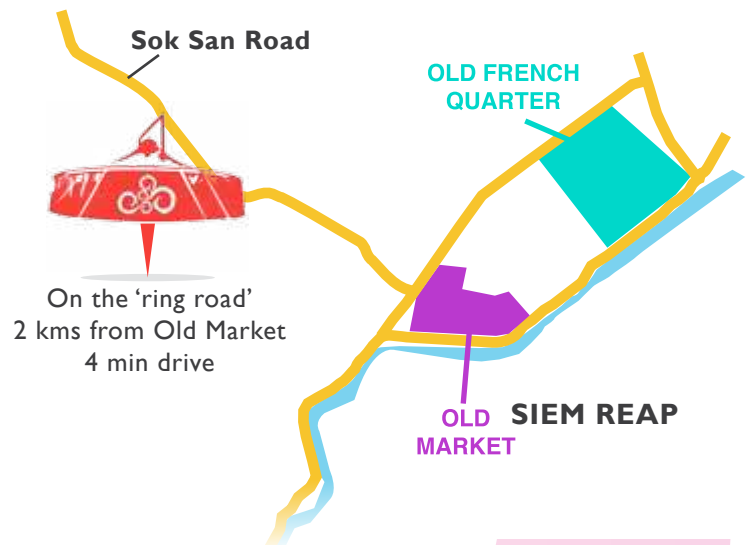 Sok San Road
OLD FRENCH
QUARTER
On the ‘ring road’
2 kms from Old Market
4 min drive
OLD
MARKET
SIEM REAP